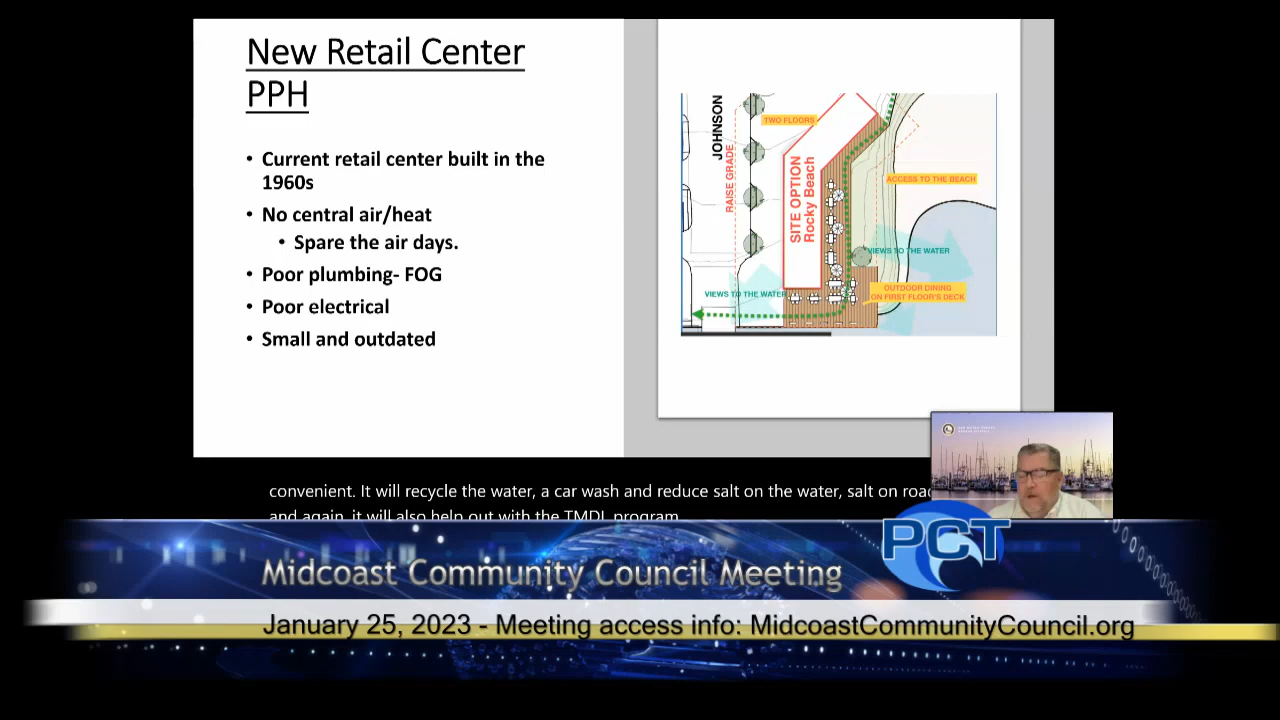 New Retail Center
PPH
• Current retail center built in the
1960s
• No central air/heat
• Spare the air days.
• Poor plumbing- FOG
• Poor electrical
• Small and outdated
JOHNSON
RAISE GRADE
TWO FLOORS
SITE OPTION
Rocky Beach
ACCESS TO THE BEACH
VIEWS TO THE WATER
VIEWS TO THE WATER
OUTDOOR DINING
ON FIRST FLOOR'S DECK
convenient. It will recycle the water, a car wash and reduce salt on the water, salt on
and again, it will also help out with the TMDL program
PCT
Midcoast Community Council Meeting
January 25, 2023 - Meeting access info: MidcoastCommunityCouncil.org